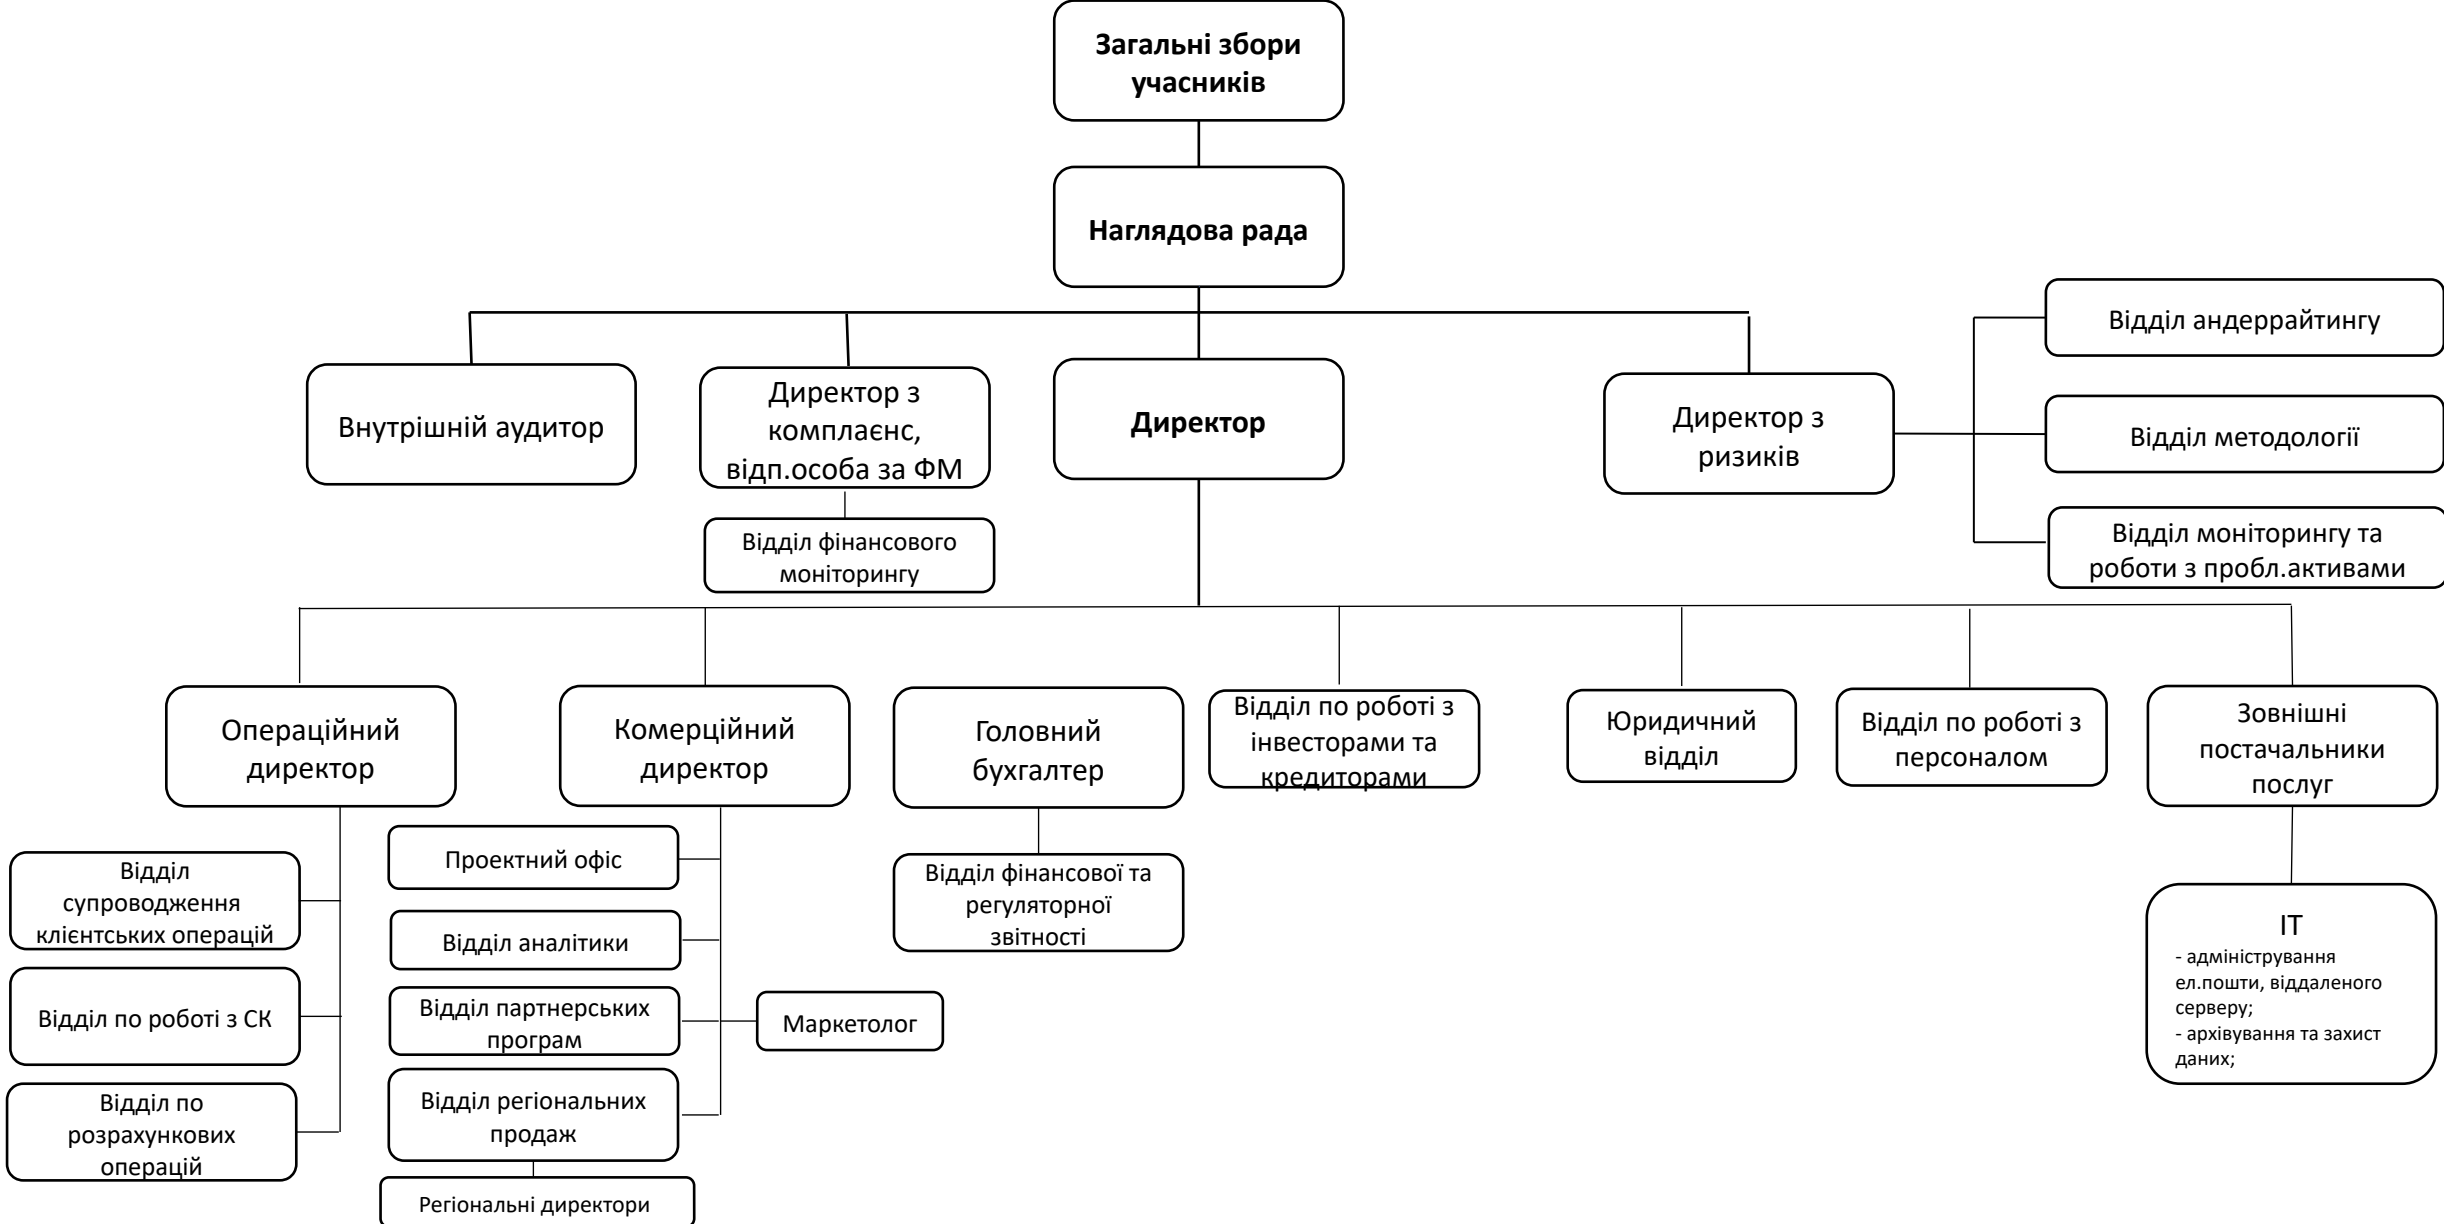 Загальні збори
учасників
Наглядова рада
Внутрішній аудитор
Директор з
комплаєнс,
відп.особа за ФМ
Директор
Директор з
ризиків
Відділ андеррайтингу
Відділ методології
Відділ моніторингу та
роботи з пробл.активами
Відділ фінансового
моніторингу
Операційний
директор
Комерційний
директор
Головний
бухгалтер
Відділ по роботі з
інвесторами та
кредиторами
Юридичний
відділ
Відділ по роботі з
персоналом
Зовнішні
постачальники
послуг
Відділ
супроводження
клієнтських операцій
Відділ по роботі з СК
Відділ по
розрахункових
операцій
Проектний офіс
Відділ аналітики
Відділ партнерських
програм
Відділ регіональних
продаж
Регіональні директори
Маркетолог
Відділ фінансової та
регуляторної
звітності
ІТ
- адміністрування
ел.пошти, віддаленого
серверу;
- архівування та захист
даних;